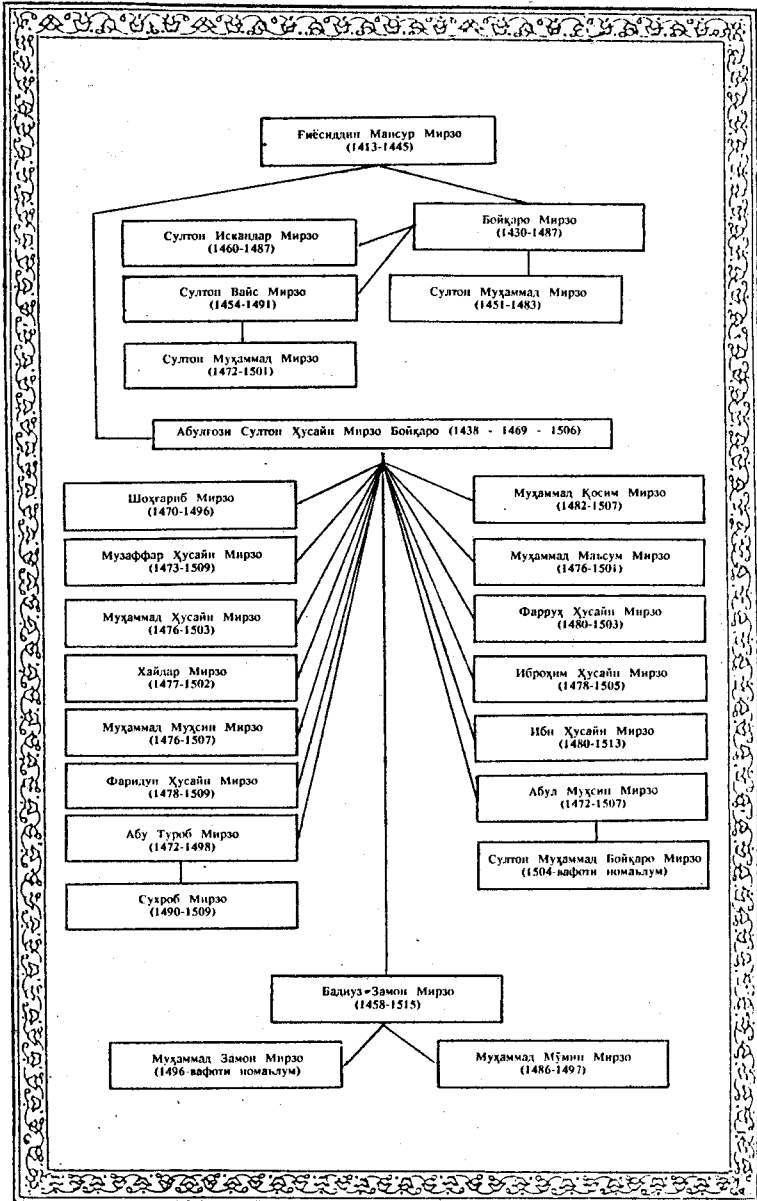 Ғиёсиддин Мансур Мирзо
(1413-1445)
Бойқаро Мирзо
(1430-1487)
Султон Искандар Мирзо
(1460-1487)
Султон Вайс Мирзо
(1454-1491)
Султон Муҳаммад Мирзо
(1451-1483)
Султон Муҳаммад Мирзо
(1472-1501)
Абулғози Султон Ҳусайн Мирзо Бойқаро (1438 - 1469 - 1506)
Шоҳғариб Мирзо
(1470-1496)
Музаффар Ҳусайн Мирзо
(1473-1509)
Муҳаммад Ҳусайн Мирзо
(1476-1503)
Хайдар Мирзо
(1477-1502)
Муҳаммад Муҳсин Мирзо
(1476-1507)
Фаридун Ҳусайн Мирзо
(1478-1509)
Абу Туроб Мирзо
(1472-1498)
Сухроб Мирзо
(1490-1509)
Муҳаммад Қосим Мирзо
(1482-1507)
Муҳаммад Маъсум Мирзо
(1476-1501)
Фарруҳ Ҳусайн Мирзо
(1480-1503)
Иброҳим Ҳусайн Мирзо
(1478-1505)
Ибн Ҳусайн Мирзо
(1480-1513)
Абул Муҳсин Мирзо
(1472-1507)
Султон Муҳаммад Бойқаро Мирзо
(1504-вафоти номаълум)
Бадиуз-Замон Мирзо
(1458-1515)
Муҳаммад Замон Мирзо
(1496-вафоти номаълум)
Муҳаммад Мўмин Мирзо
(1486-1497)